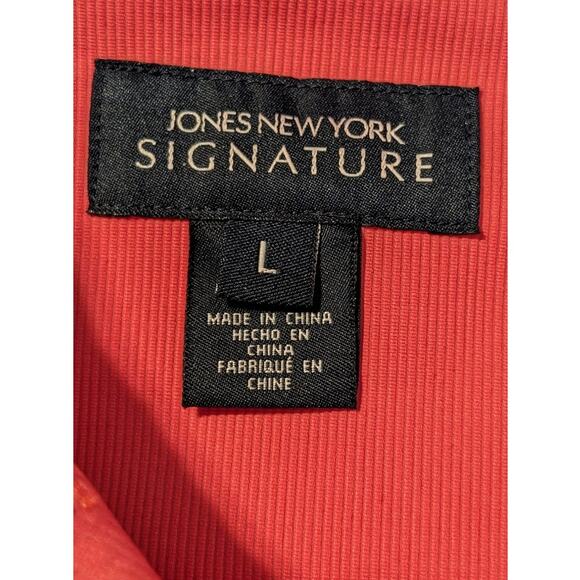 JONES NEW YORK
SIGNATURE
L
MADE IN CHINA
HECHO EN
CHINA
FABRIQUÉ EN
CHINE